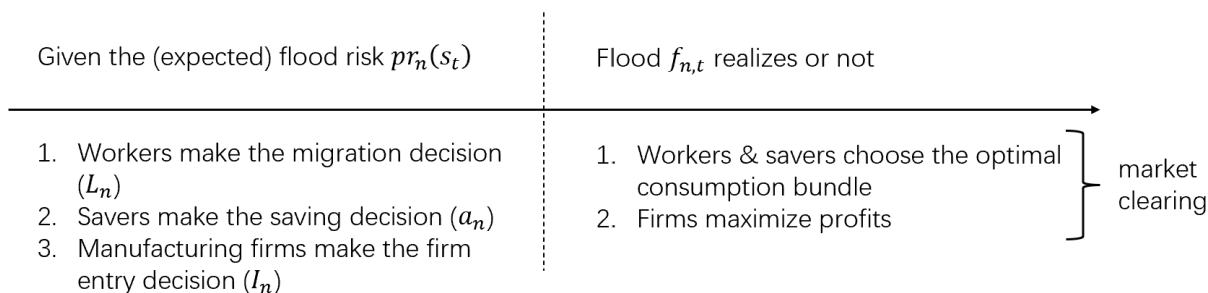 Given the (expected) flood risk $pr_n(s_t)$
Flood $f_{n,t}$ realizes or not
1. Workers make the migration decision
($L_n$)
2. Savers make the saving decision ($a_n$)
3. Manufacturing firms make the firm
entry decision ($I_n$)
1. Workers & savers choose the optimal
consumption bundle
2. Firms maximize profits
market
clearing